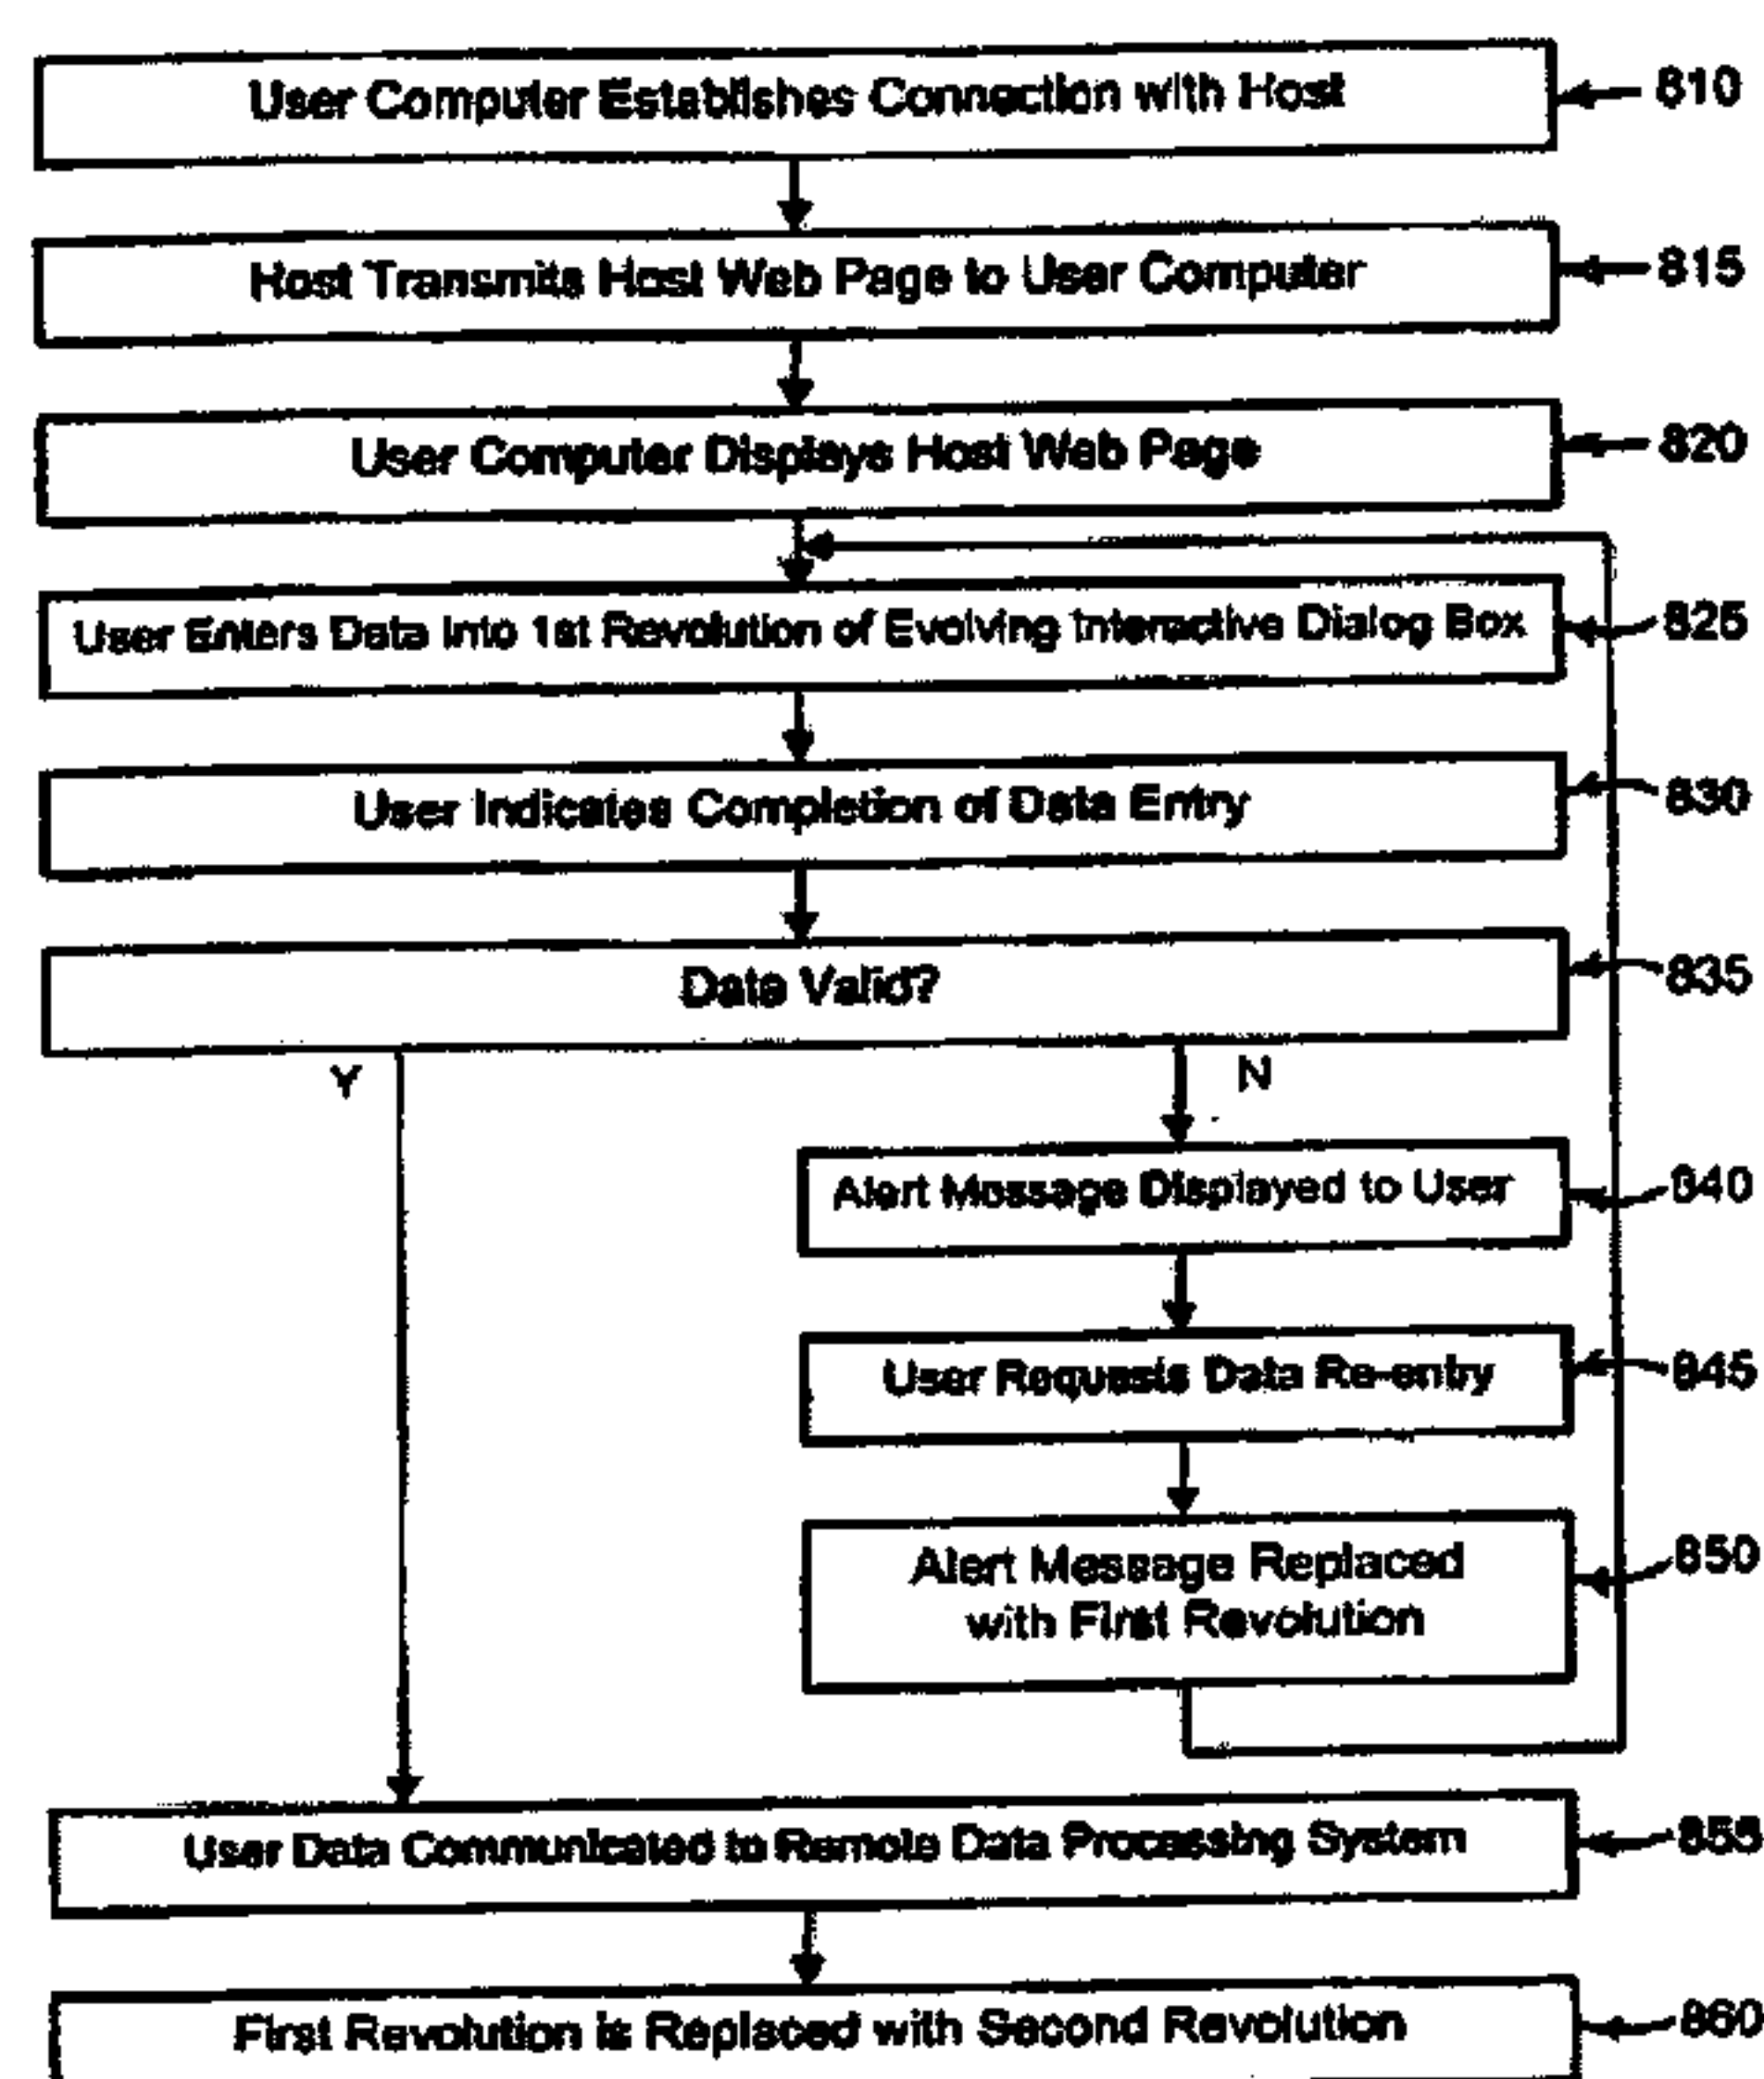 User Computer Establishes Connection with Host
810
Host Transmits Host Web Page to User Computer
815
User Computer Displays Host Web Page
820
User Enters Data Into 1st Revolution of Evolving Interactive Dialog Box
825
User Indicates Completion of Data Entry
830
Data Valid?
835
Y
N
Alert Message Displayed to User
840
User Requests Data Re-entry
845
Alert Message Replaced
with First Revolution
850
User Data Communicated to Remote Data Processing System
855
First Revolution is Replaced with Second Revolution
860